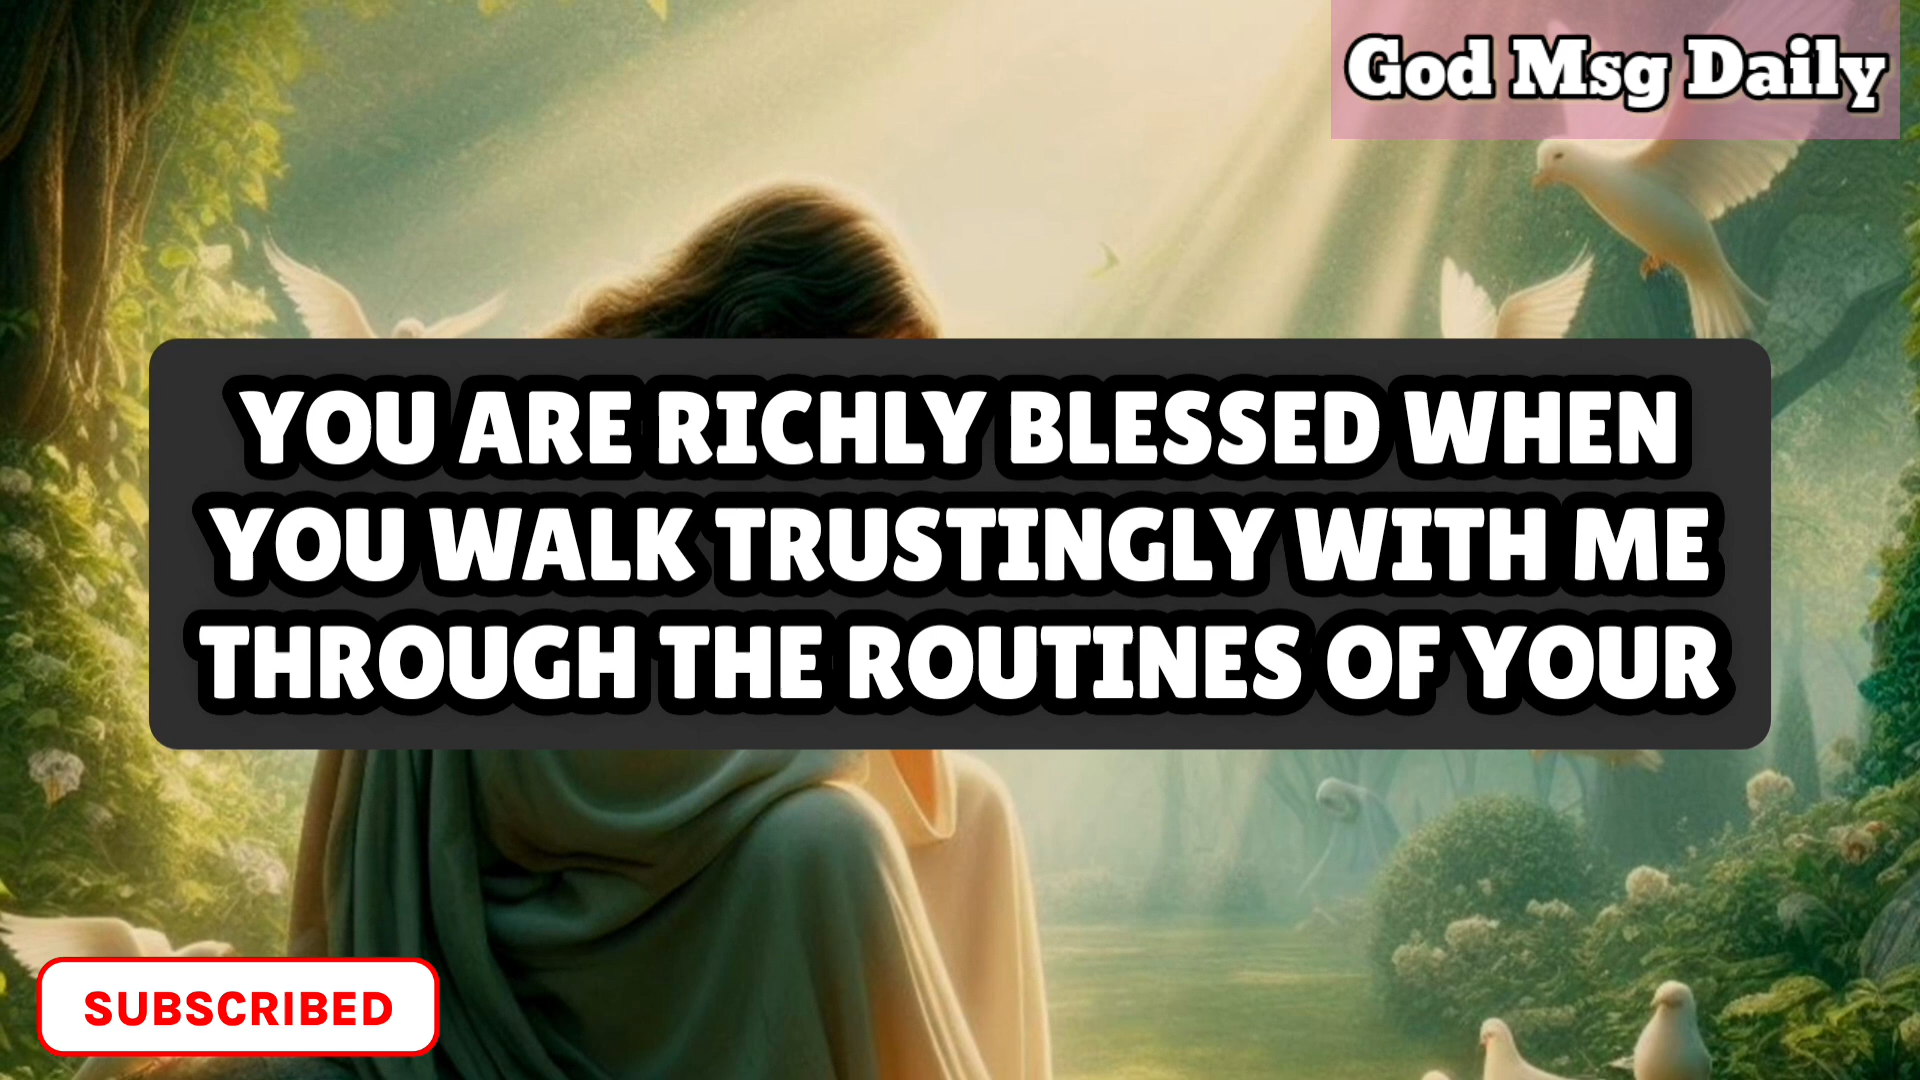 God Msg Daily
YOU ARE RICHLY BLESSED WHEN
YOU WALK TRUSTINGLY WITH ME
THROUGH THE ROUTINES OF YOUR
SUBSCRIBED